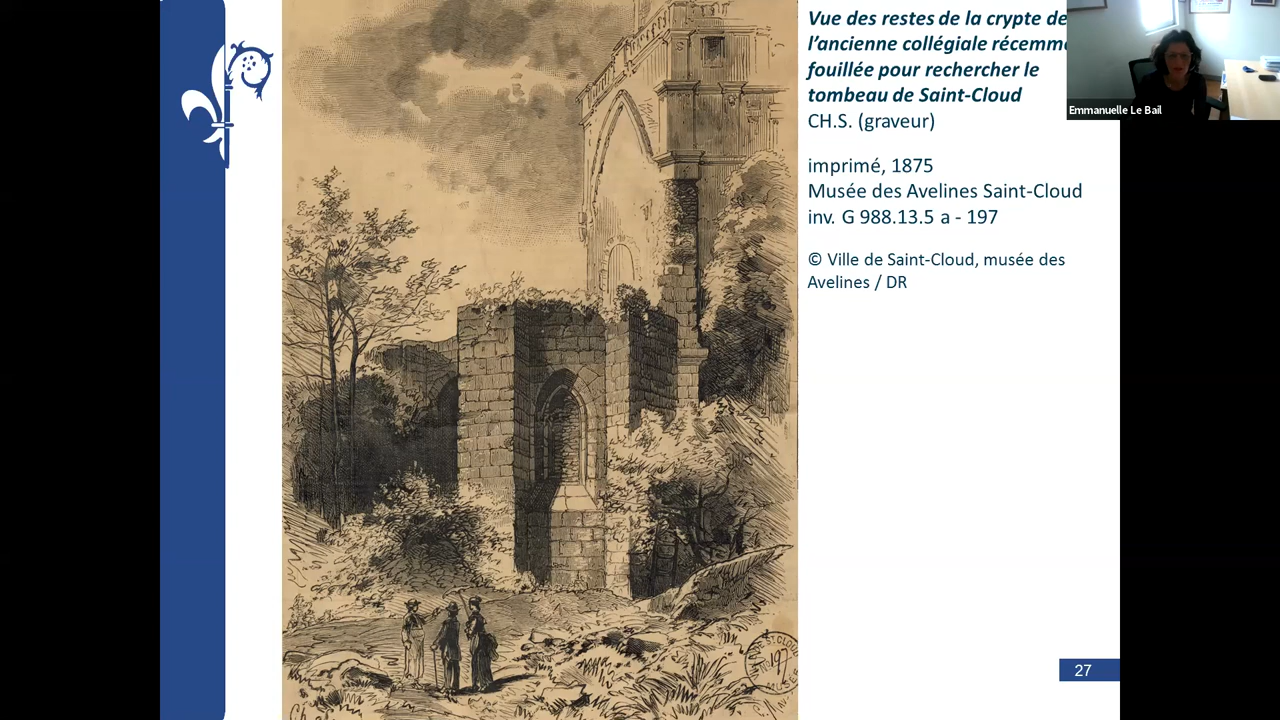 Vue des restes de la crypte de
l'ancienne collégiale récemm
fouillée pour rechercher le
tombeau de Saint-Cloud
CH.S. (graveur)
imprimé, 1875
Musée des Avelines Saint-Cloud
inv. G 988.13.5 a - 197
© Ville de Saint-Cloud, musée des
Avelines / DR
Emmanuelle Le Bail
197
27